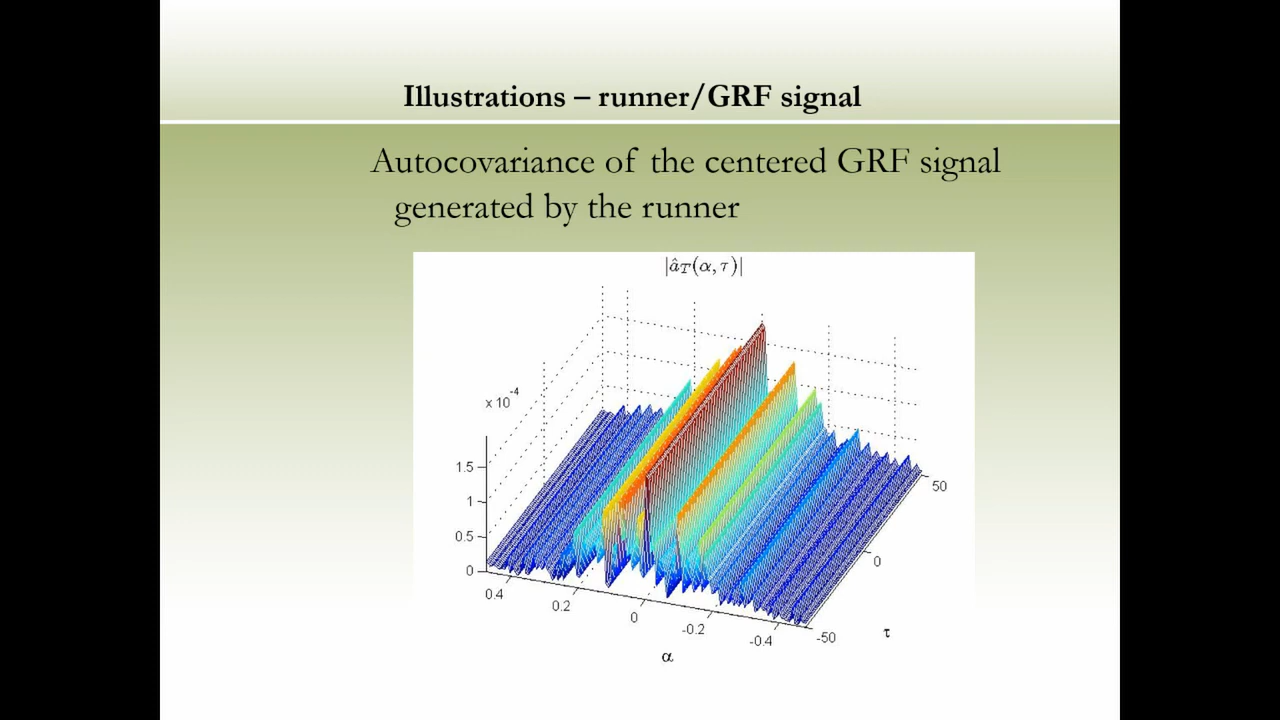 Illustrations – runner/GRF signal
Autocovariance of the centered GRF signal
generated by the runner
|âT(α, τ)|
x 10^-4
1.5
1
0.5
0
0.4
0.2
0
-0.2
-0.4
α
50
0
-50
τ